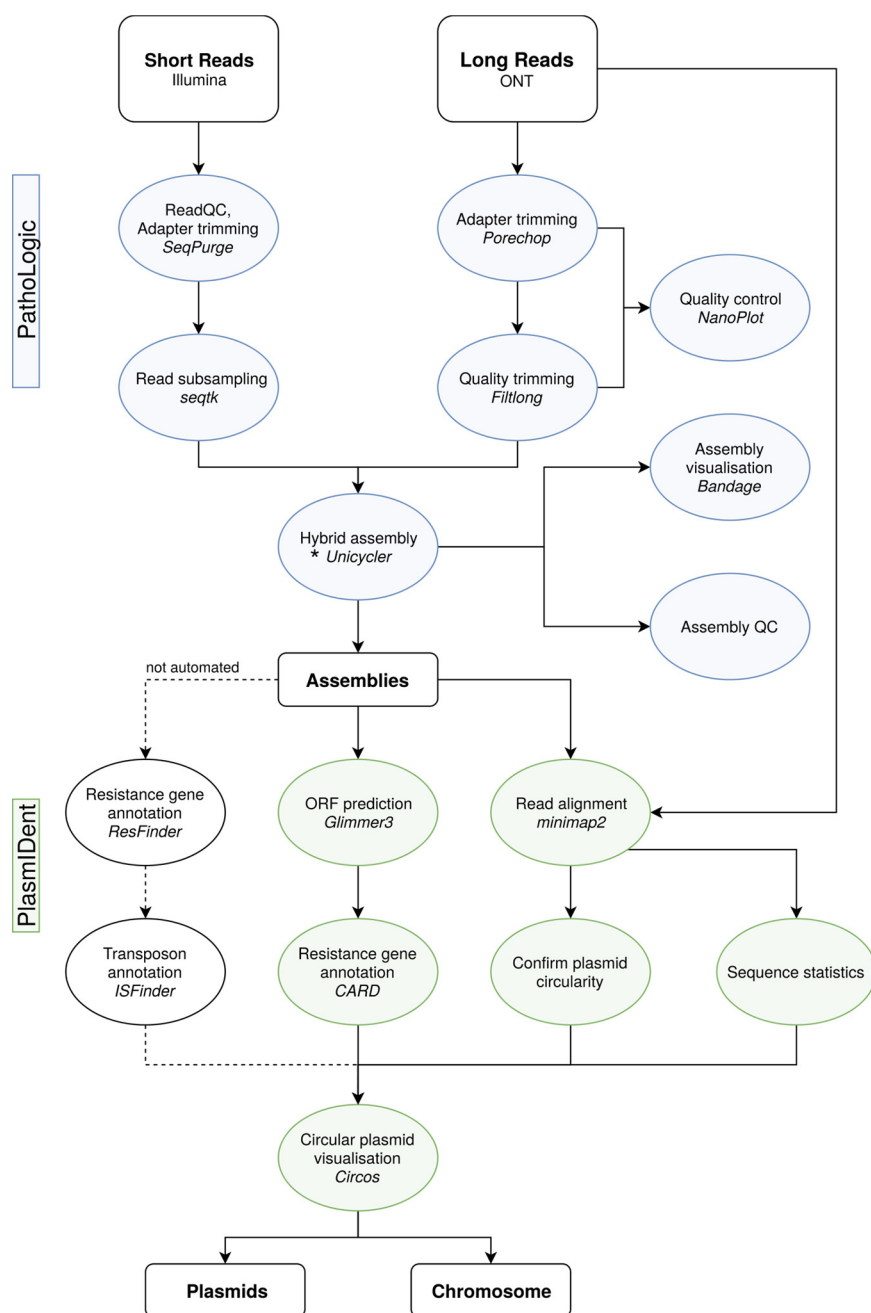 Short Reads
Illumina
Long Reads
ONT
PathoLogic
ReadQC,
Adapter trimming
SeqPurge
Adapter trimming
Porechop
Quality control
NanoPlot
Read subsampling
seqtk
Quality trimming
Filtlong
Assembly
visualisation
Bandage
Hybrid assembly
* Unicycler
Assembly QC
not automated
Assemblies
PlasmIDent
Resistance gene
annotation
ResFinder
ORF prediction
Glimmer3
Read alignment
minimap2
Transposon
annotation
ISFinder
Resistance gene
annotation
CARD
Confirm plasmid
circularity
Sequence statistics
Circular plasmid
visualisation
Circos
Plasmids
Chromosome